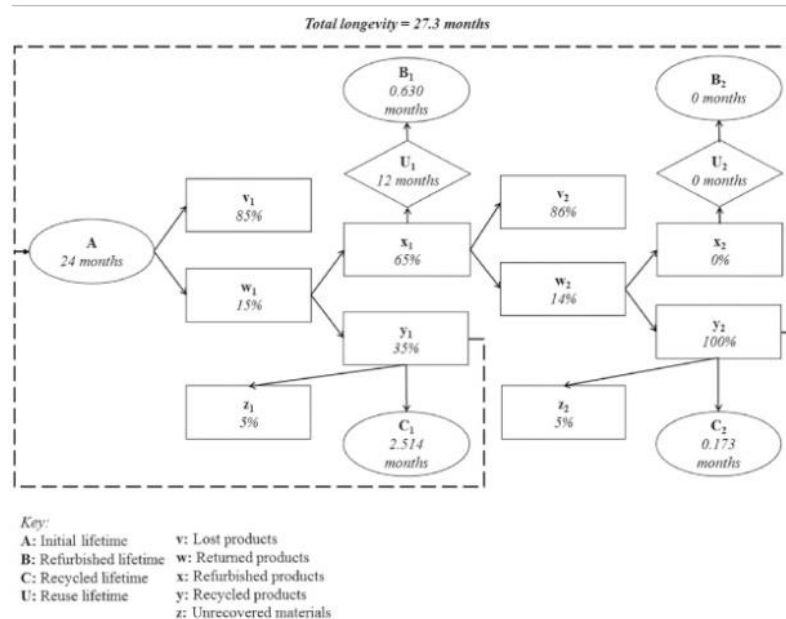 Total longevity = 27.3 months
B₁
0.630
months
B₂
0 months
U₁
12 months
U₂
0 months
v₁
85%
v₂
86%
A
24 months
x₁
65%
x₂
0%
w₁
15%
w₂
14%
y₁
35%
y₂
100%
z₁
5%
z₂
5%
C₁
2.514
months
C₂
0.173
months
Key:
A: Initial lifetime
B: Refurbished lifetime
C: Recycled lifetime
U: Reuse lifetime
v: Lost products
w: Returned products
x: Refurbished products
y: Recycled products
z: Unrecovered materials